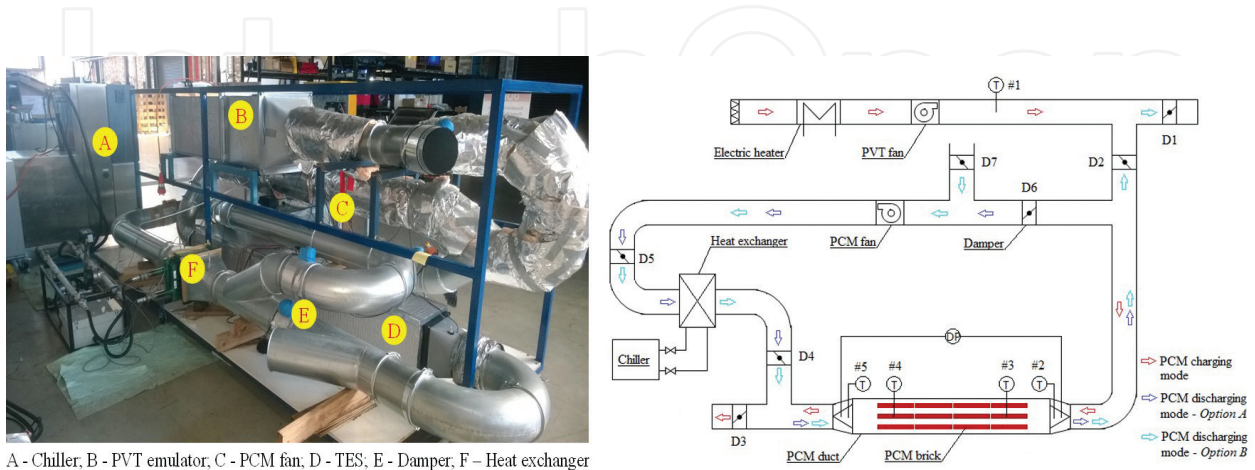 A
B
C
D
E
F
A - Chiller; B - PVT emulator; C - PCM fan; D - TES; E - Damper; F – Heat exchanger
T #1
Electric heater
PVT fan
D1
D7
D2
D6
PCM fan
Damper
Heat exchanger
D5
Chiller
D4
DP
#5
#4
#3
#2
T
T
T
T
D3
PCM duct
PCM brick
PCM charging
mode
PCM discharging
mode - Option A
PCM discharging
mode - Option B